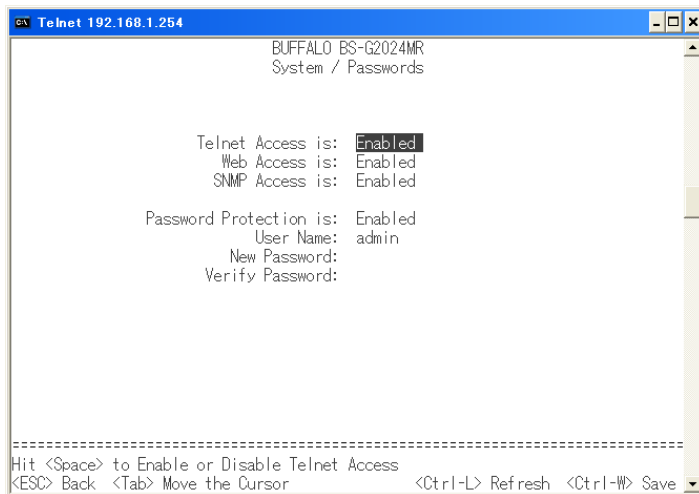 Telnet 192.168.1.254
BUFFALO BS-G2024MR
System / Passwords
Telnet Access is: Enabled
Web Access is: Enabled
SNMP Access is: Enabled
Password Protection is: Enabled
User Name: admin
New Password:
Verify Password:
================================================================================
Hit <Space> to Enable or Disable Telnet Access
<ESC> Back <Tab> Move the Cursor <Ctrl-L> Refresh <Ctrl-W> Save